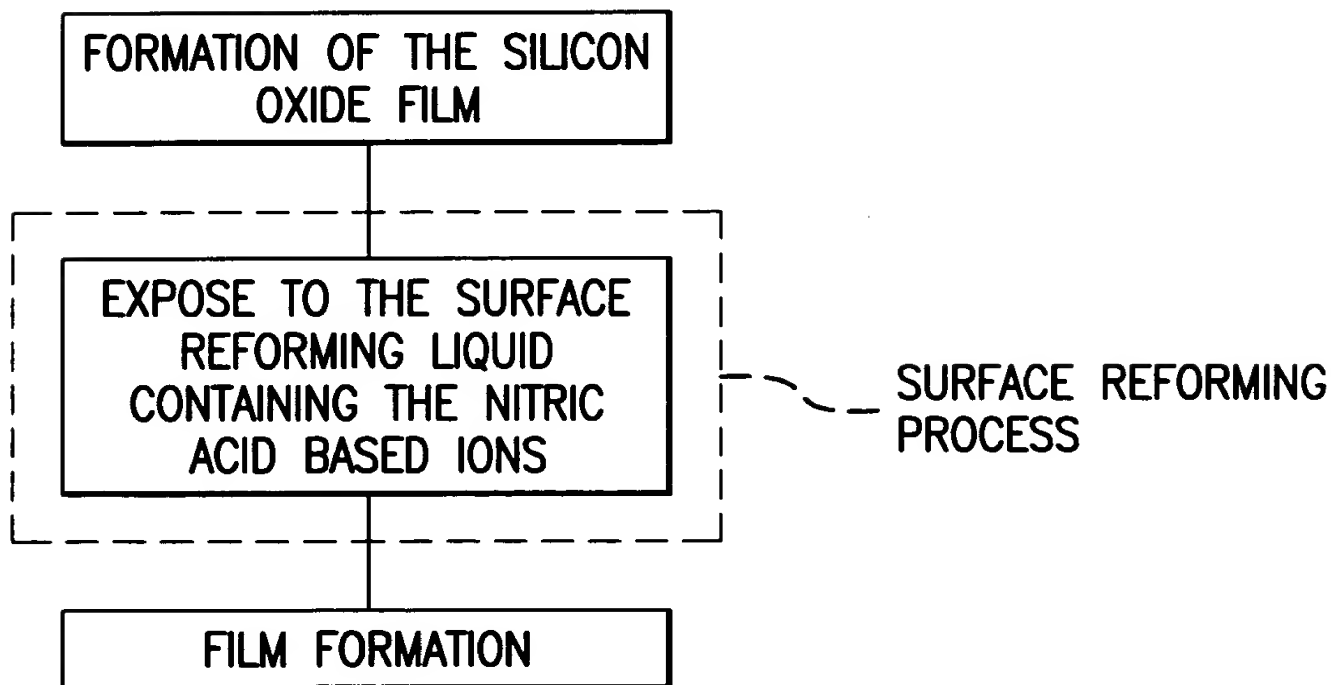 FORMATION OF THE SILICON
OXIDE FILM
EXPOSE TO THE SURFACE
REFORMING LIQUID
CONTAINING THE NITRIC
ACID BASED IONS
SURFACE REFORMING
PROCESS
FILM FORMATION